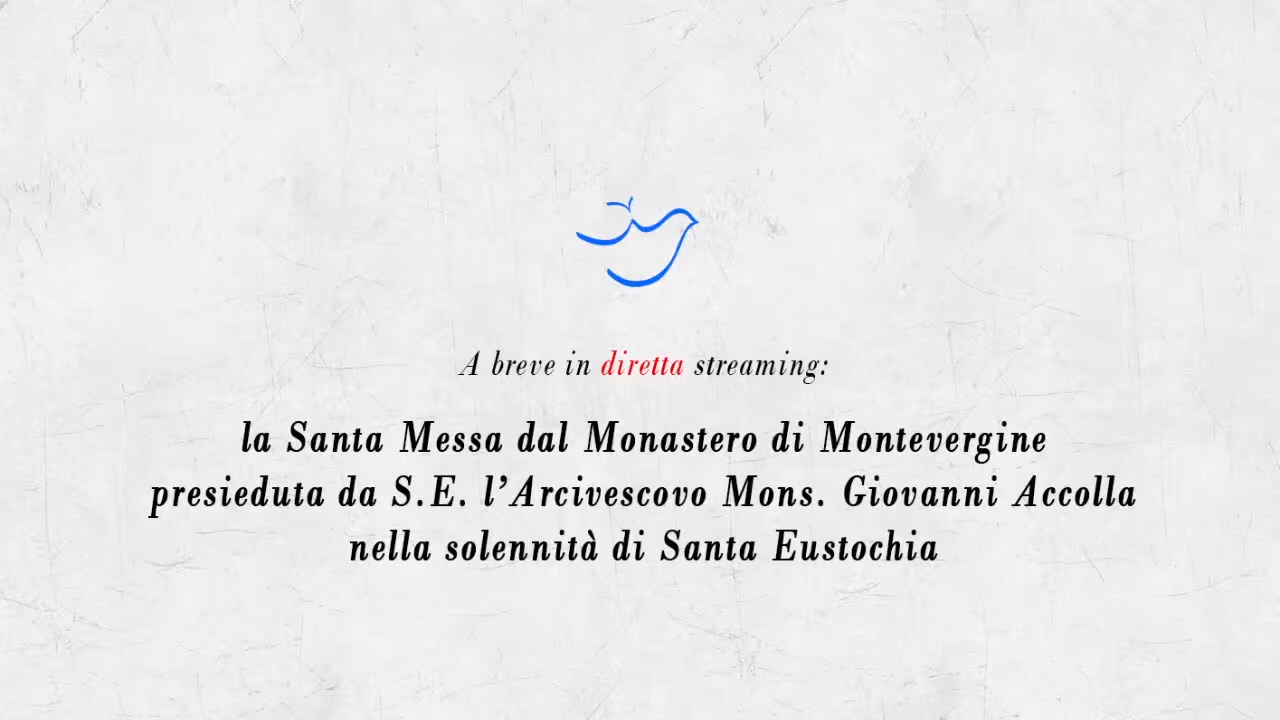 A breve in diretta streaming:
la Santa Messa dal Monastero di Montevergine
presieduta da S.E. l’Arcivescovo Mons. Giovanni Accolla
nella solennità di Santa Eustochia